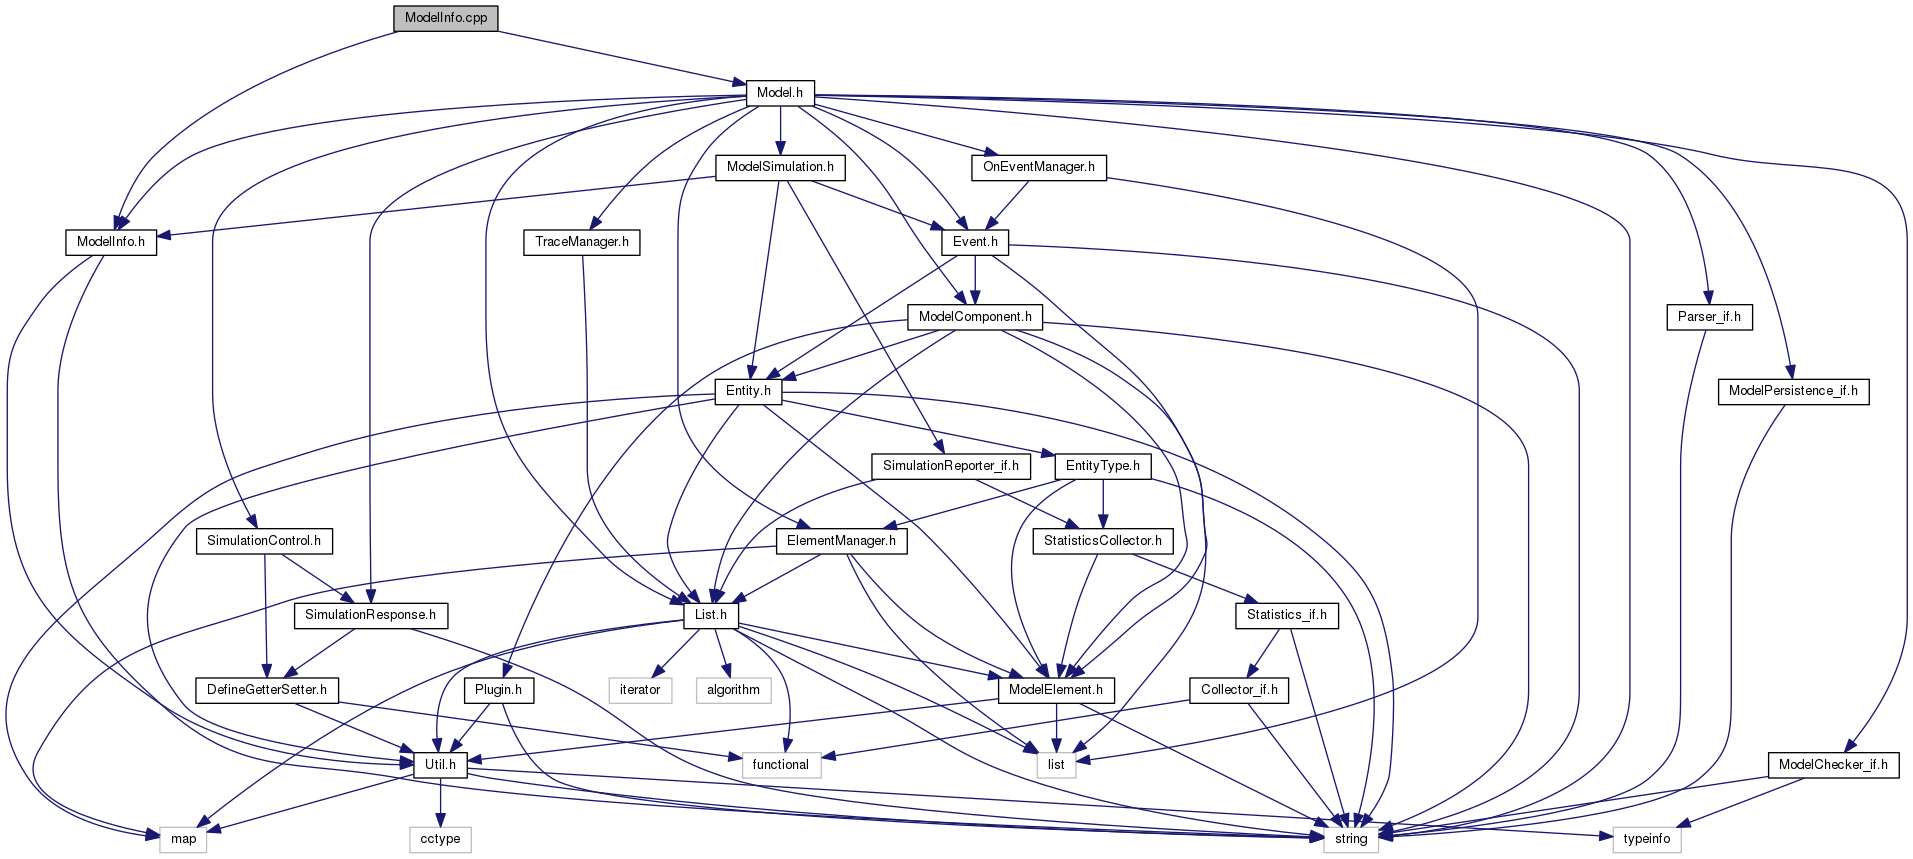 ModelInfo.cpp
Model.h
ModelSimulation.h
OnEventManager.h
ModelInfo.h
TraceManager.h
Event.h
ModelComponent.h
Parser_if.h
Entity.h
ModelPersistence_if.h
SimulationReporter_if.h
EntityType.h
SimulationControl.h
ElementManager.h
StatisticsCollector.h
SimulationResponse.h
List.h
Statistics_if.h
DefineGetterSetter.h
Plugin.h
iterator
algorithm
ModelElement.h
Collector_if.h
Util.h
functional
list
ModelChecker_if.h
map
cctype
string
typeinfo